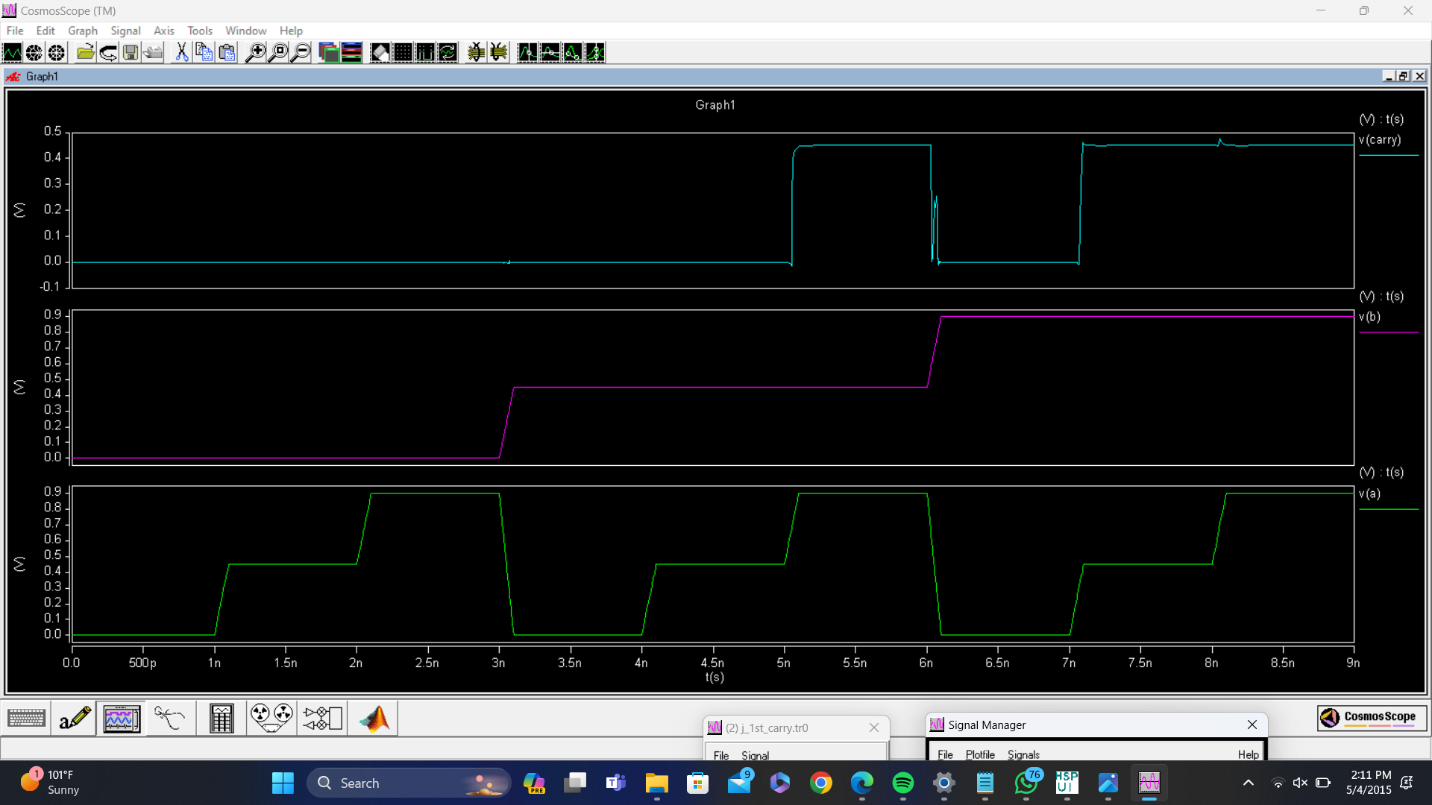 CosmosScope (TM)
File Edit Graph Signal Axis Tools Window Help
Graph1
Graph1
(V) : t(s)
v(carry)
(V)
0.5
0.4
0.3
0.2
0.1
0.0
-0.1
(V) : t(s)
v(b)
(V)
0.9
0.8
0.7
0.6
0.5
0.4
0.3
0.2
0.1
0.0
(V) : t(s)
v(a)
(V)
0.9
0.8
0.7
0.6
0.5
0.4
0.3
0.2
0.1
0.0
0.0 500p 1n 1.5n 2n 2.5n 3n 3.5n 4n 4.5n 5n 5.5n 6n 6.5n 7n 7.5n 8n 8.5n 9n
t(s)
a
CosmosScope
(2) j_1st_carry.tr0
File Signal
Signal Manager
File Plotfile Signals Help
1
101°F
Sunny
Search
PRE
9
76
HSP
UI
2:11 PM
5/4/2015